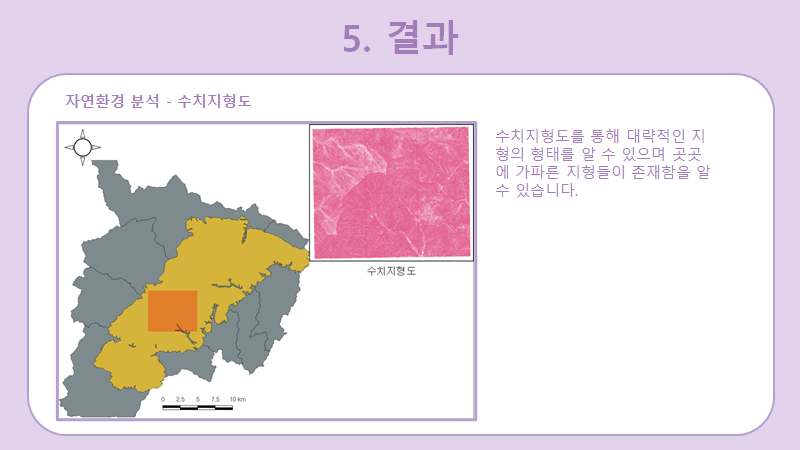 5. 결과
자연환경 분석 - 수치지형도
수치지형도를 통해 대략적인 지
형의 형태를 알 수 있으며 곳곳
에 가파른 지형들이 존재함을 알
수 있습니다.
수치지형도
0 2.5 5 7.5 10 km